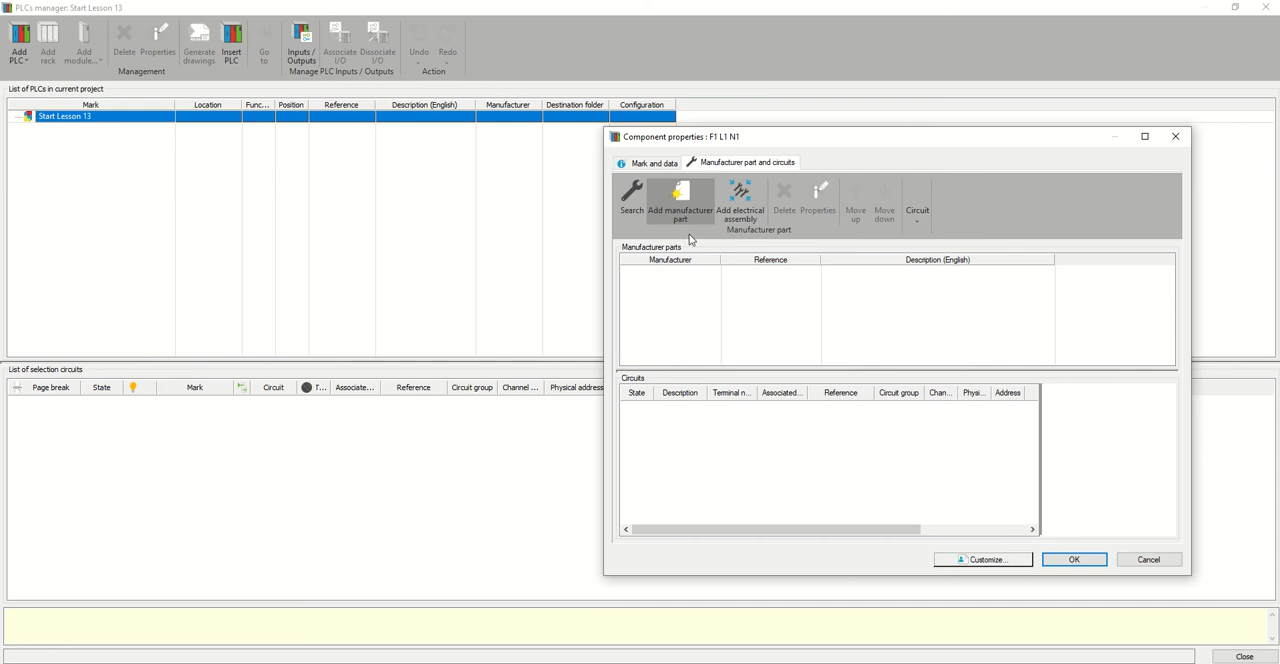 PLCs manager: Start Lesson 13
Add PLC
Add rack
Add module...
Delete
Properties
Generate drawings
Insert PLC
Go to
Inputs / Outputs
Associate I/O
Dissociate I/O
Undo
Redo
Management
Manage PLC Inputs / Outputs
Action
List of PLCs in current project
Mark Location Func... Position Reference Description (English) Manufacturer Destination folder Configuration
Start Lesson 13
Component properties : F1 L1 N1
Mark and data
Manufacturer part and circuits
Search
Add manufacturer part
Add electrical assembly
Delete
Properties
Move up
Move down
Circuit
Manufacturer part
Manufacturer parts
Manufacturer Reference Description (English)
List of selection circuits
Page break State Mark Circuit T... Associate... Reference Circuit group Channel ... Physical address
Circuits
State Description Terminal n... Associated... Reference Circuit group Chan... Physi... Address
Customize...
OK
Cancel
Close